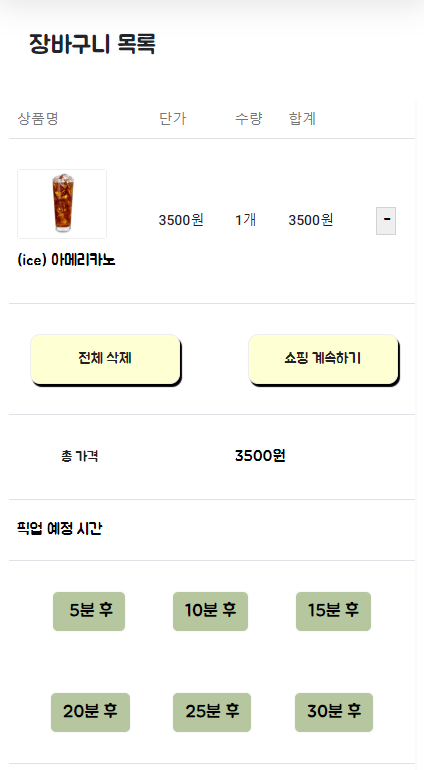 장바구니 목록
상품명 단가 수량 합계
3500원 1개 3500원 -
(ice) 아메리카노
전체 삭제 쇼핑 계속하기
총 가격 3500원
픽업 예정 시간
5분 후 10분 후 15분 후
20분 후 25분 후 30분 후